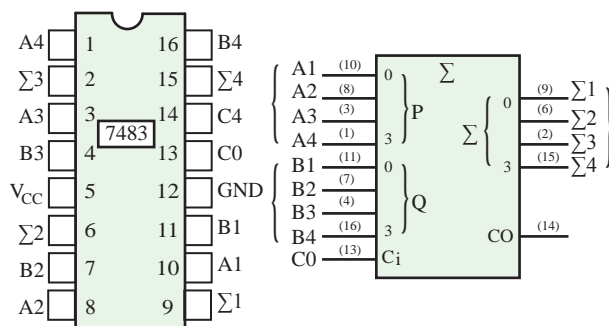 A4 1 16 B4
∑3 2 15 ∑4
A3 3 14 C4
7483
B3 4 13 C0
VCC 5 12 GND
∑2 6 11 B1
B2 7 10 A1
A2 8 9 ∑1
∑
A1 (10) 0 (9) ∑1
A2 (8) 0 (6) ∑2
A3 (3) P ∑ (2) ∑3
A4 (1) 3 3 (15) ∑4
B1 (11) 0
B2 (7) Q
B3 (4)
B4 (16) 3 CO (14)
C0 (13) Ci